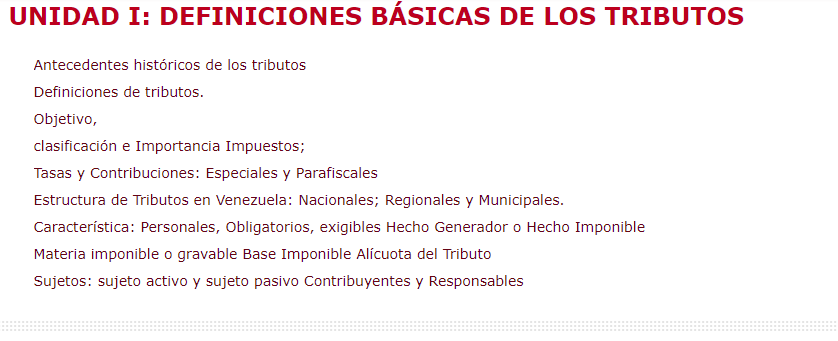 UNIDAD I: DEFINICIONES BÁSICAS DE LOS TRIBUTOS
Antecedentes históricos de los tributos
Definiciones de tributos.
Objetivo,
clasificación e Importancia Impuestos;
Tasas y Contribuciones: Especiales y Parafiscales
Estructura de Tributos en Venezuela: Nacionales; Regionales y Municipales.
Característica: Personales, Obligatorios, exigibles Hecho Generador o Hecho Imponible
Materia imponible o gravable Base Imponible Alícuota del Tributo
Sujetos: sujeto activo y sujeto pasivo Contribuyentes y Responsables